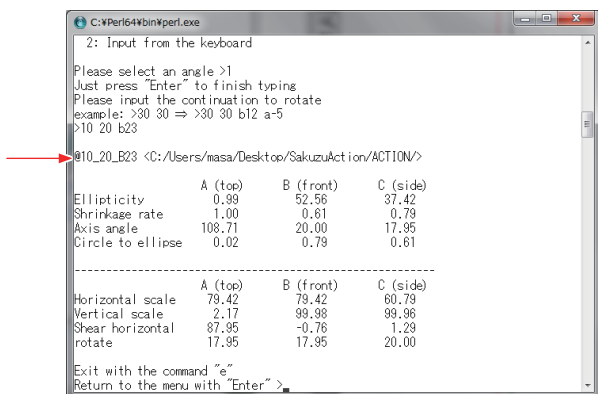 C:¥Perl64¥bin¥perl.exe
2: Input from the keyboard
Please select an angle >1
Just press "Enter" to finish typing
Please input the continuation to rotate
example: >30 30 ⇒ >30 30 b12 a-5
>10 20 b23
@10_20_B23 <C:/Users/masa/Desktop/SakuzuAction/ACTION/>
A (top) B (front) C (side)
Ellipticity 0.99 52.56 37.42
Shrinkage rate 1.00 0.61 0.79
Axis angle 108.71 20.00 17.95
Circle to ellipse 0.02 0.79 0.61
------------------------------------------------------------
A (top) B (front) C (side)
Horizontal scale 79.42 79.42 60.79
Vertical scale 2.17 99.98 99.96
Shear horizontal 87.95 -0.76 1.29
rotate 17.95 17.95 20.00
Exit with the command "e"
Return to the menu with "Enter" >